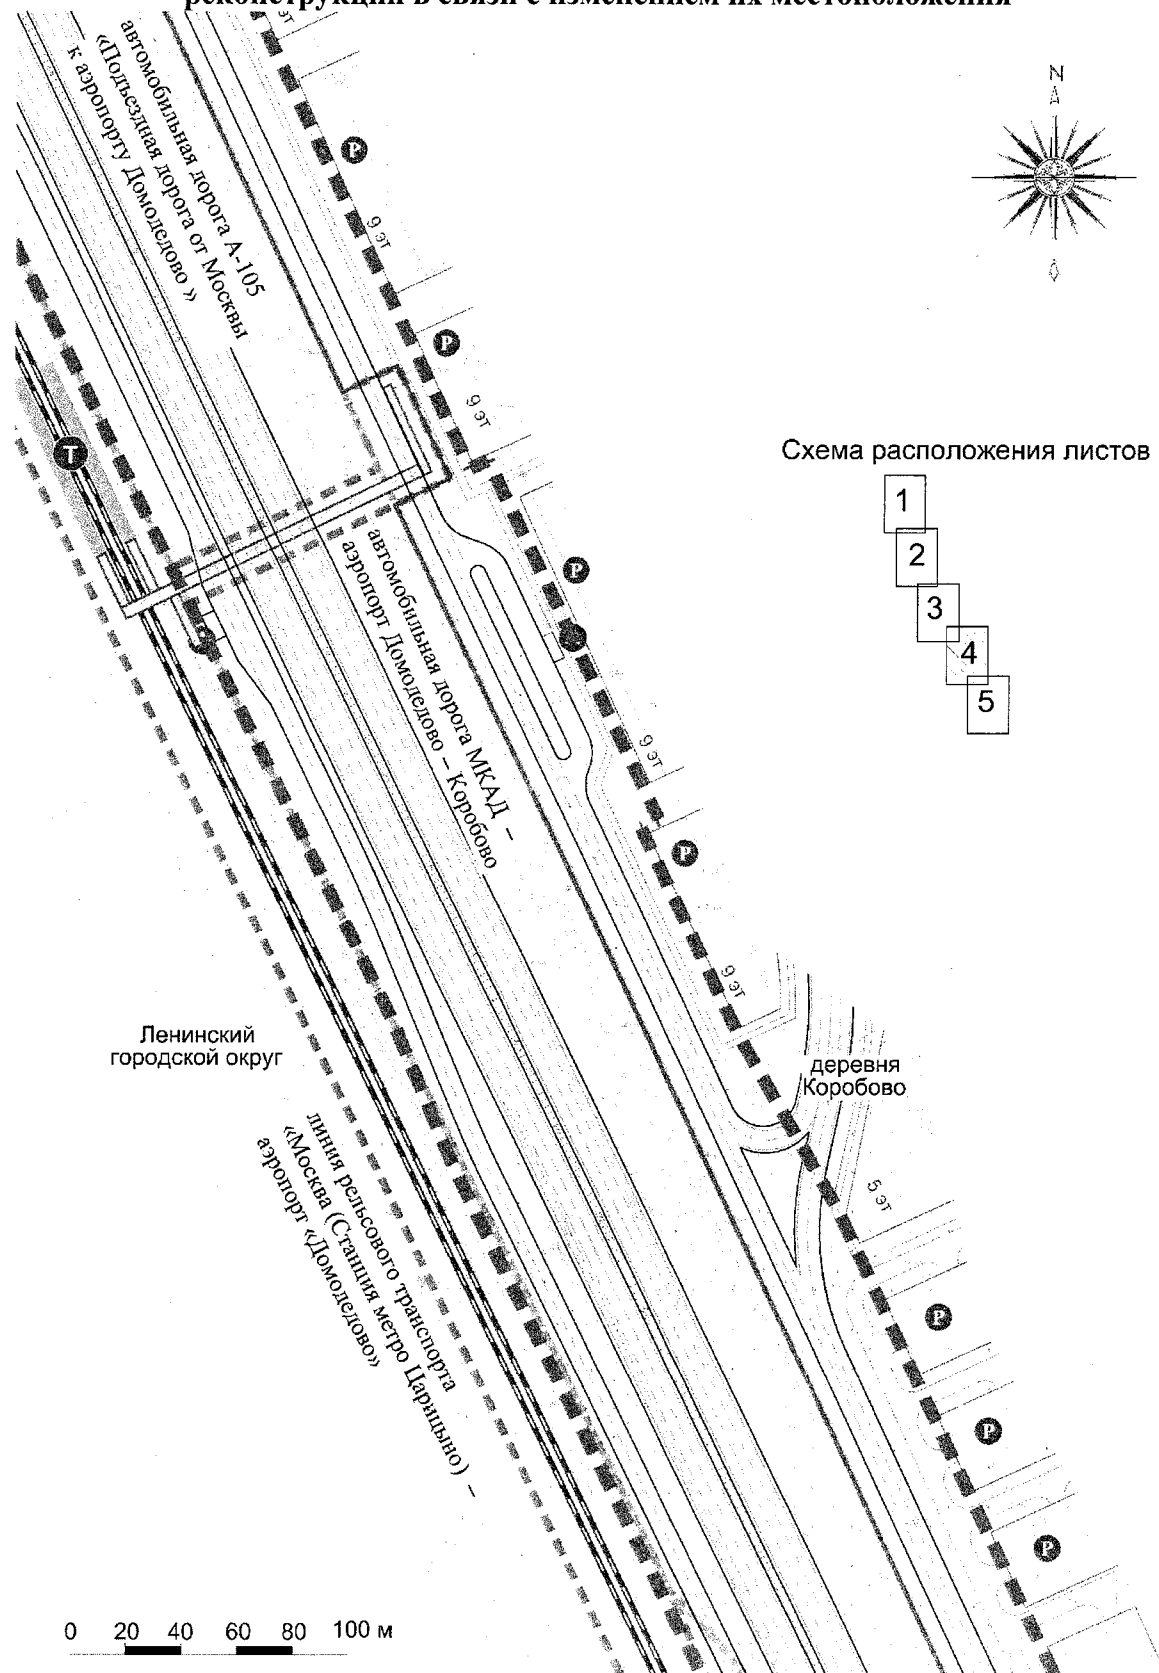 реконструкции в связи с изменением их местоположения
эт
автомобильная дорога А-105
«Подъездная дорога от Москвы
к аэропорту Домодедово »
N
Р
9 эт
Р
9 эт
Т
Схема расположения листов
1
2
3
4
5
автомобильная дорога МКАД –
аэропорт Домодедово – Коробово
Р
9 эт
Р
9 эт
Ленинский
городской округ
деревня
Коробово
линия рельсового транспорта
«Москва (Станция метро Царицыно) –
аэропорт «Домодедово»
5 эт
Р
Р
Р
0 20 40 60 80 100 м